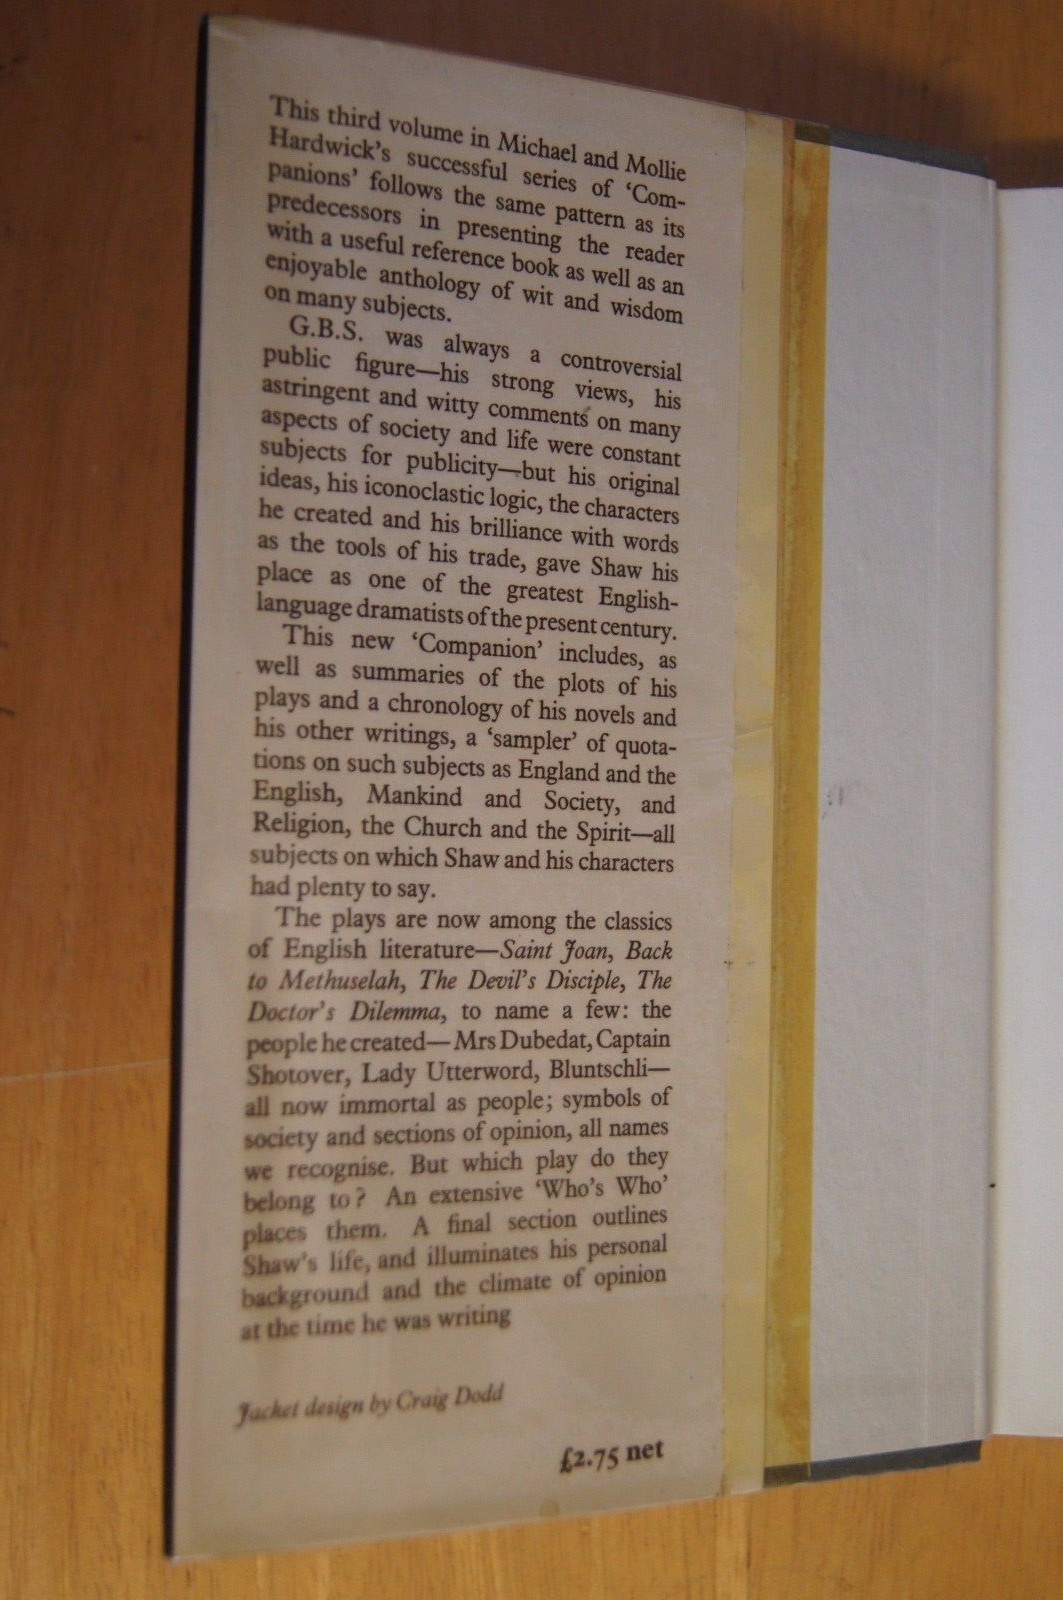 This third volume in Michael and Mollie
Hardwick's successful series of 'Com-
panions' follows the same pattern as its
predecessors in presenting the reader
with a useful reference book as well as an
enjoyable anthology of wit and wisdom
on many subjects.
G.B.S. was always a controversial
public figure—his strong views, his
astringent and witty comments on many
aspects of society and life were constant
subjects for publicity—but his original
ideas, his iconoclastic logic, the characters
he created and his brilliance with words
as the tools of his trade, gave Shaw his
place as one of the greatest English-
language dramatists of the present century.
This new 'Companion' includes, as
well as summaries of the plots of his
plays and a chronology of his novels and
his other writings, a 'sampler' of quota-
tions on such subjects as England and the
English, Mankind and Society, and
Religion, the Church and the Spirit—all
subjects on which Shaw and his characters
had plenty to say.
The plays are now among the classics
of English literature—Saint Joan, Back
to Methuselah, The Devil's Disciple, The
Doctor's Dilemma, to name a few: the
people he created—Mrs Dubedat, Captain
Shotover, Lady Utterword, Bluntschli—
all now immortal as people; symbols of
society and sections of opinion, all names
we recognise. But which play do they
belong to? An extensive 'Who's Who'
places them. A final section outlines
Shaw's life, and illuminates his personal
background and the climate of opinion
at the time he was writing
Jacket design by Craig Dodd
£2.75 net